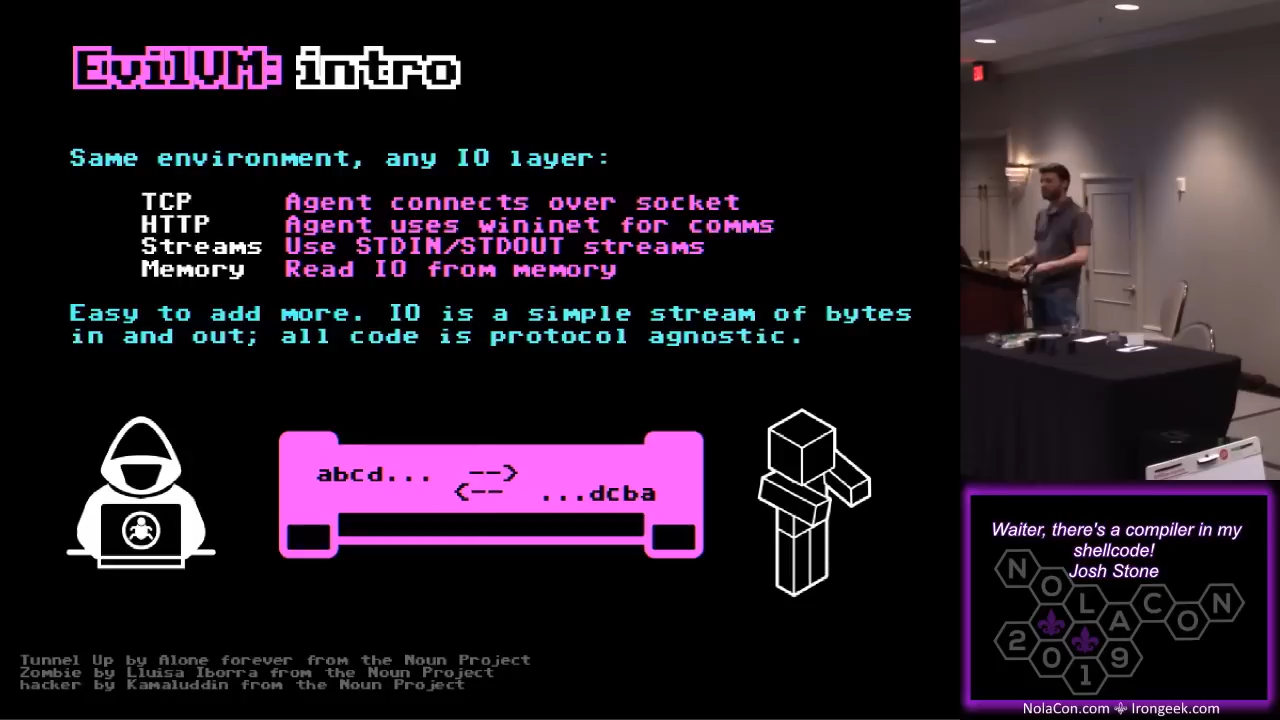 EvilVM: intro
Same environment, any IO layer:
TCP Agent connects over socket
HTTP Agent uses wininet for comms
Streams Use STDIN/STDOUT streams
Memory Read IO from memory
Easy to add more. IO is a simple stream of bytes
in and out; all code is protocol agnostic.
abcd... -->
<-- ...dcba
Tunnel Up by Alone forever from the Noun Project
Zombie by Lluisa Iborra from the Noun Project
hacker by Kamaluddin from the Noun Project
Waiter, there's a compiler in my
shellcode!
Josh Stone
NOLACON
2019
NolaCon.com ⚜ Irongeek.com